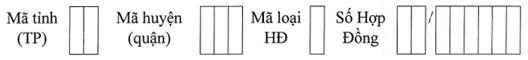 Mã tỉnh Mã huyện Mã loại Số Hợp /
(TP) (quận) HĐ Đồng